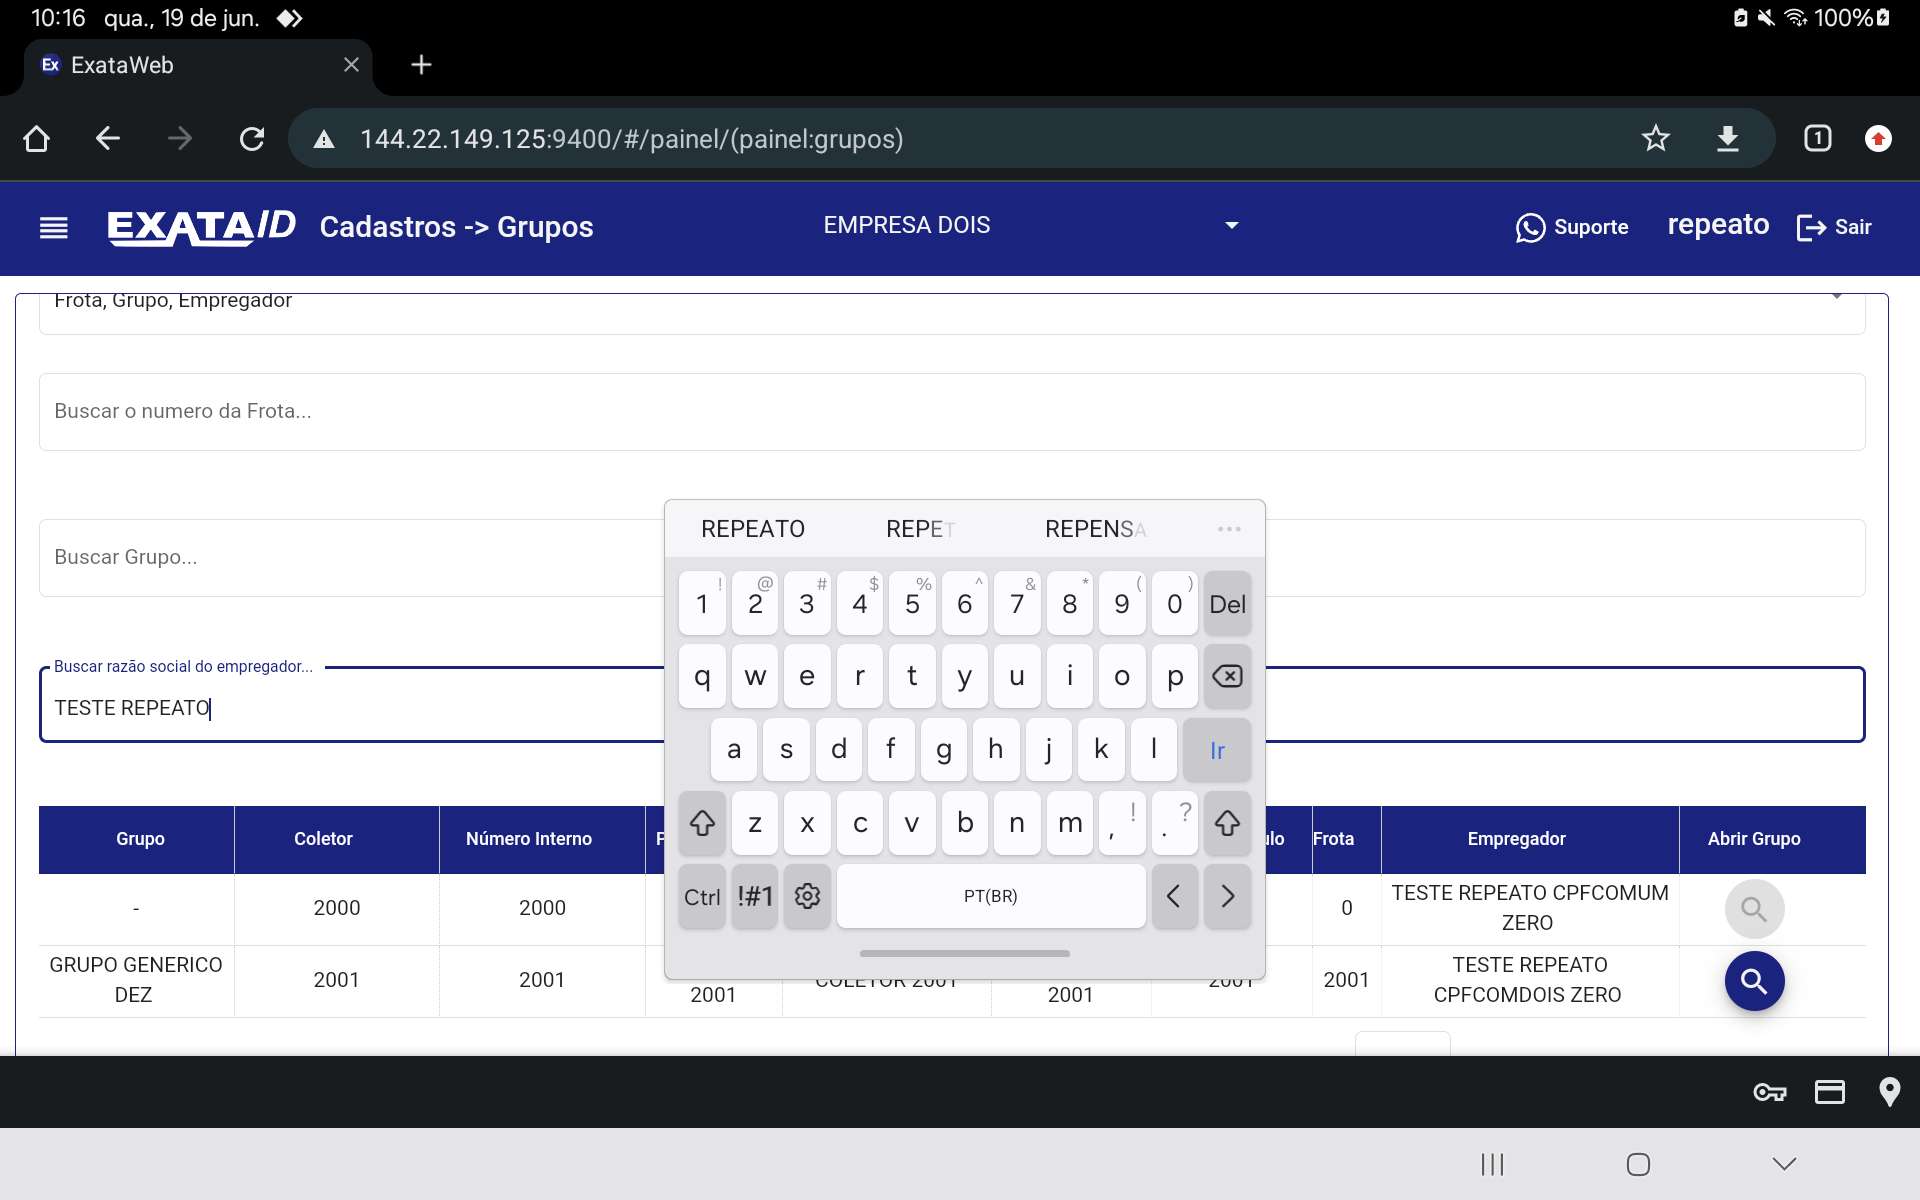 10:16 qua., 19 de jun. 100%
Ex ExataWeb
144.22.149.125:9400/#/painel/(painel:grupos) 1
EXATA/ID Cadastros -> Grupos EMPRESA DOIS Suporte repeato Sair
Frota, Grupo, Empregador
Buscar o numero da Frota...
Buscar Grupo...
Buscar razão social do empregador...
TESTE REPEATO
REPEATO REPET REPENSA ...
! @ # $ % ^ & * ( )
1 2 3 4 5 6 7 8 9 0 Del
q w e r t y u i o p
a s d f g h j k l Ir
z x c v b n m , ! . ?
Ctrl !#1 PT(BR) < >
Grupo Coletor Número Interno Frota Empregador Abrir Grupo
- 2000 2000 0 TESTE REPEATO CPFCOMUM
ZERO
GRUPO GENERICO
DEZ
2001 2001 2001 COLETOR 2001 2001 2001 2001 TESTE REPEATO
CPFCOMDOIS ZERO